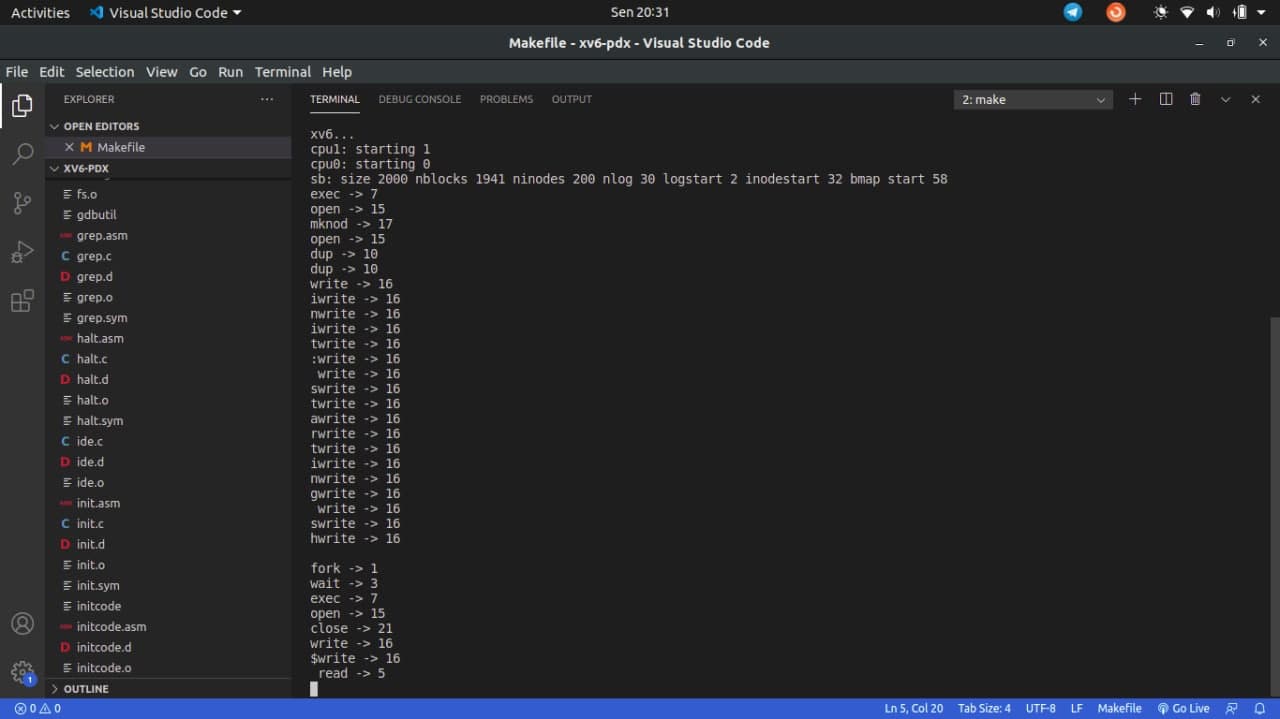 Activities Visual Studio Code Sen 20:31
Makefile - xv6-pdx - Visual Studio Code
File Edit Selection View Go Run Terminal Help
EXPLORER ...
OPEN EDITORS
M Makefile
XV6-PDX
fs.o
gdbutil
ASM grep.asm
C grep.c
D grep.d
grep.o
grep.sym
ASM halt.asm
C halt.c
D halt.d
halt.o
halt.sym
C ide.c
D ide.d
ide.o
ASM init.asm
C init.c
D init.d
init.o
init.sym
initcode
ASM initcode.asm
D initcode.d
initcode.o
OUTLINE
1
TERMINAL DEBUG CONSOLE PROBLEMS OUTPUT 2: make
xv6...
cpu1: starting 1
cpu0: starting 0
sb: size 2000 nblocks 1941 ninodes 200 nlog 30 logstart 2 inodestart 32 bmap start 58
exec -> 7
open -> 15
mknod -> 17
open -> 15
dup -> 10
dup -> 10
write -> 16
iwrite -> 16
nwrite -> 16
iwrite -> 16
twrite -> 16
:write -> 16
 write -> 16
swrite -> 16
twrite -> 16
awrite -> 16
rwrite -> 16
twrite -> 16
iwrite -> 16
nwrite -> 16
gwrite -> 16
 write -> 16
swrite -> 16
hwrite -> 16
fork -> 1
wait -> 3
exec -> 7
open -> 15
close -> 21
write -> 16
$write -> 16
 read -> 5
0 0 Ln 5, Col 20 Tab Size: 4 UTF-8 LF Makefile Go Live